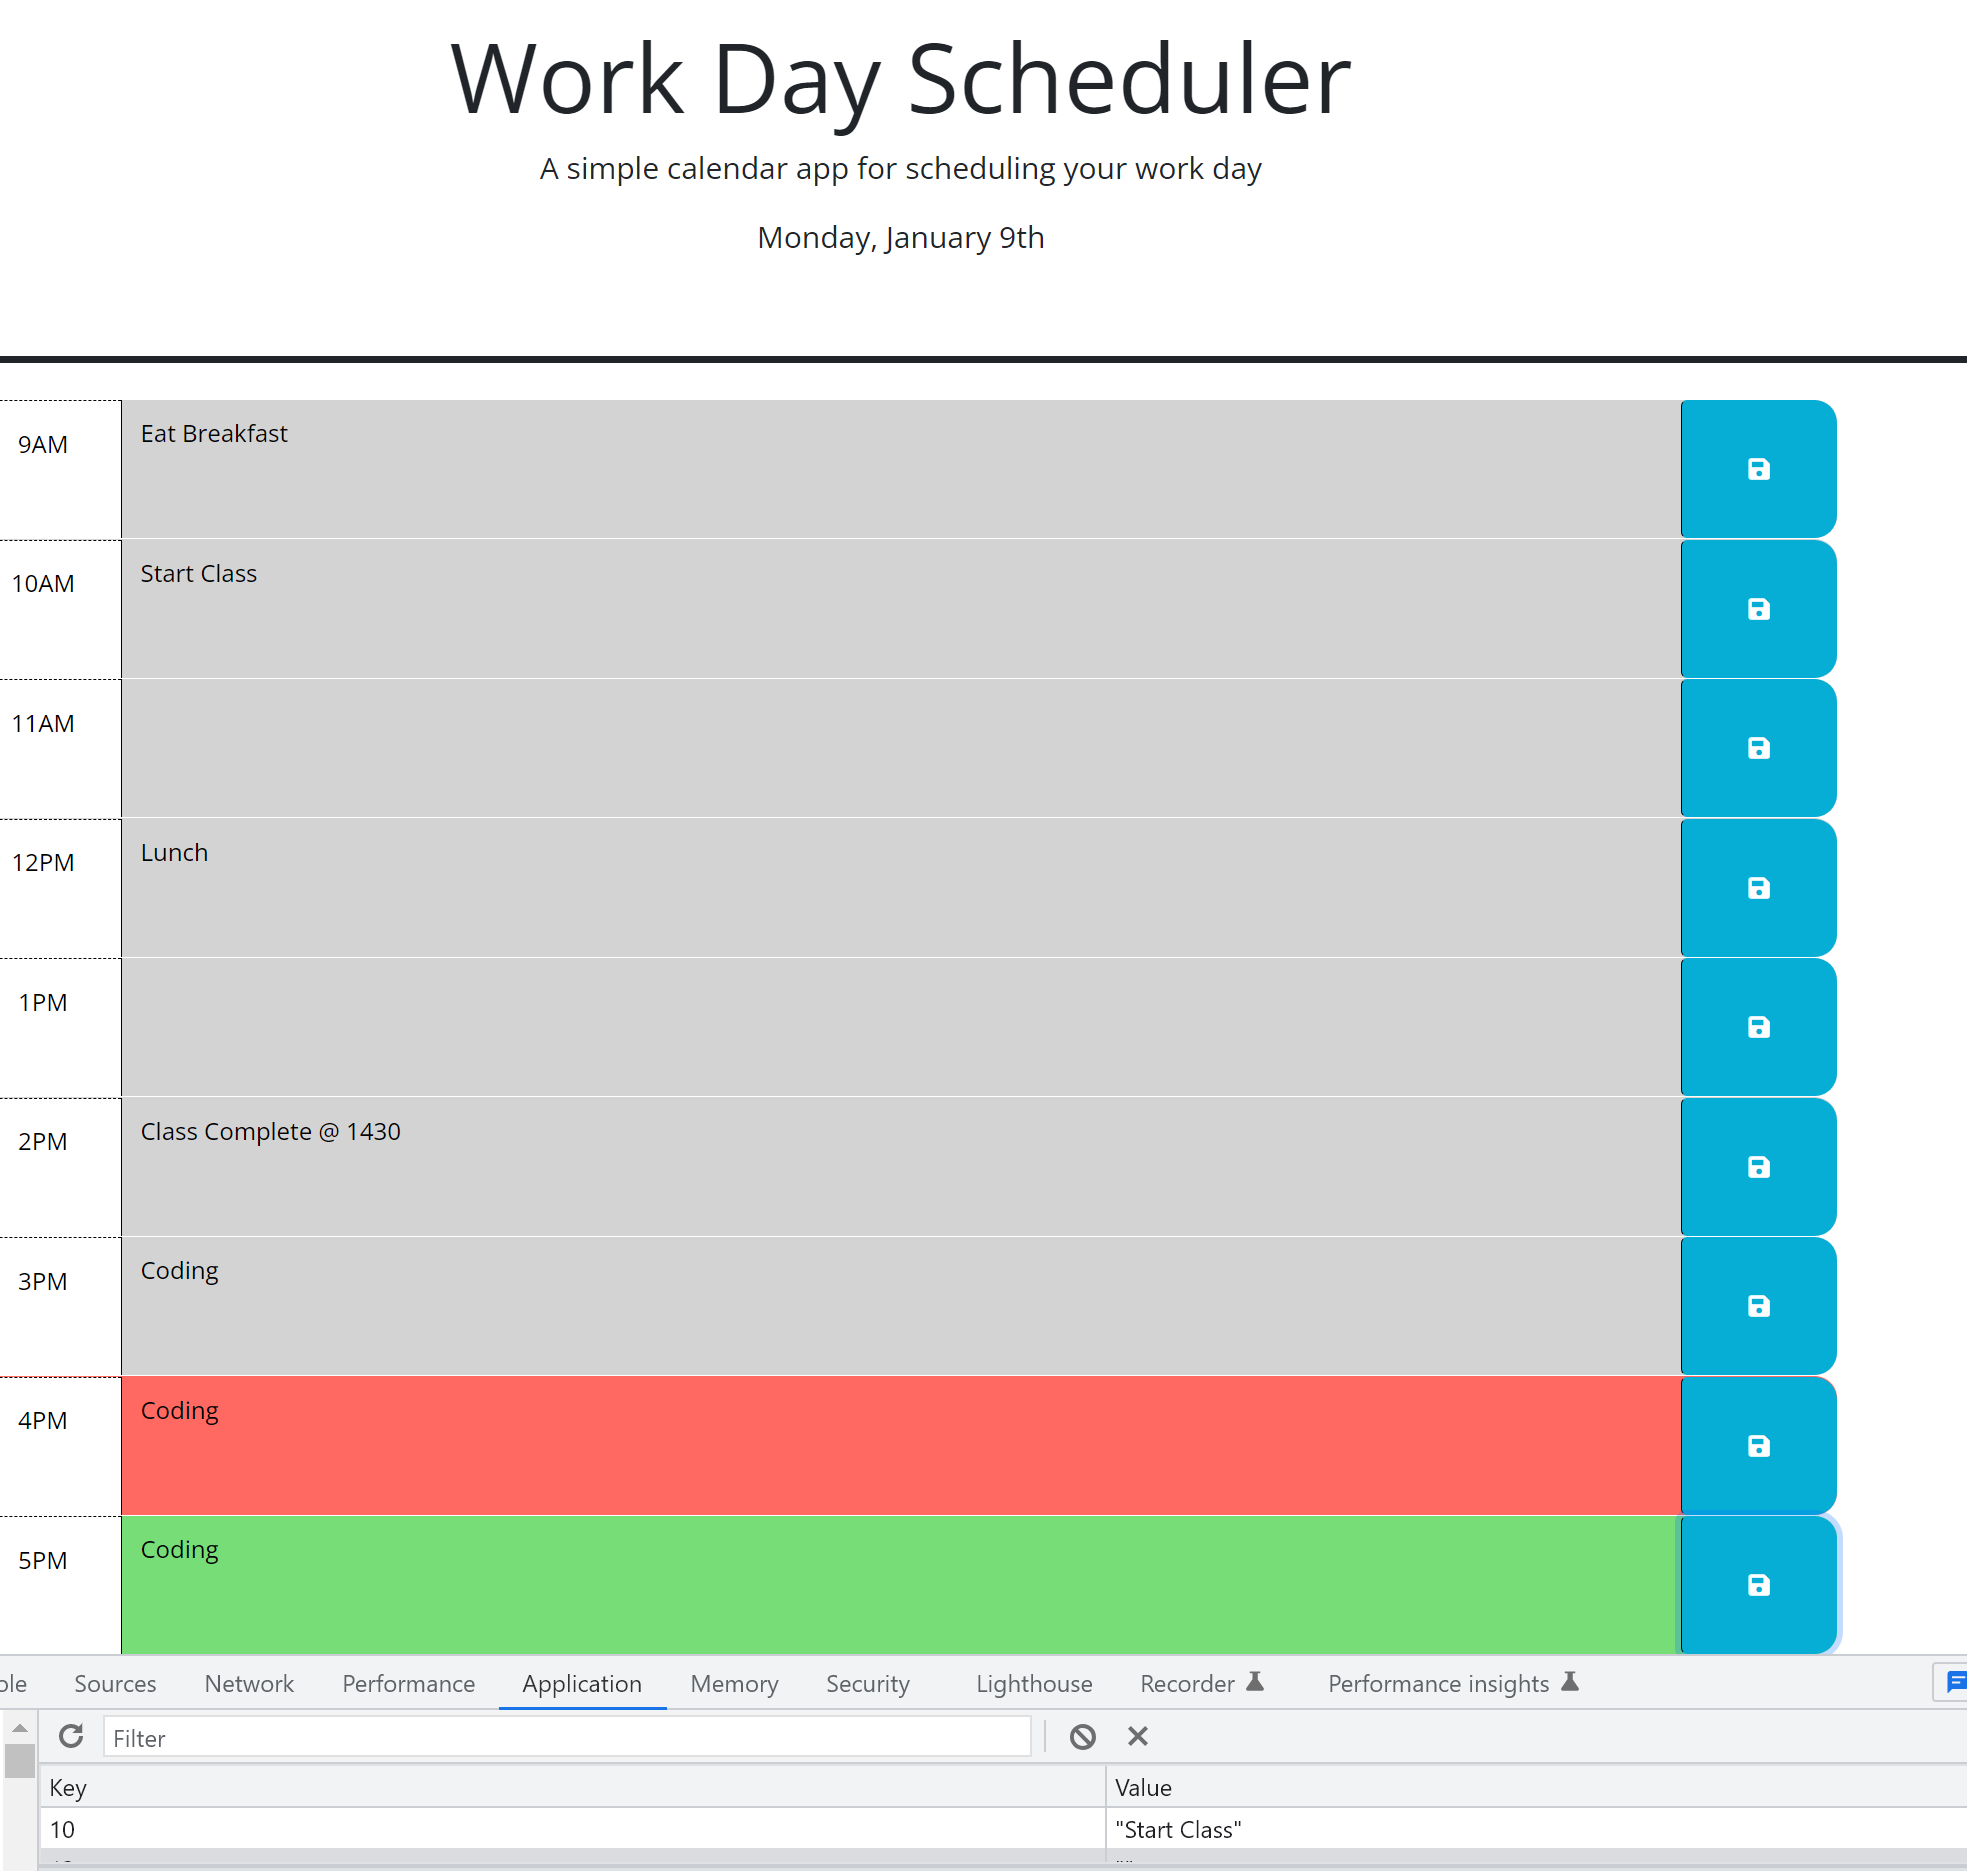 Work Day Scheduler
A simple calendar app for scheduling your work day
Monday, January 9th
9AM Eat Breakfast
10AM Start Class
11AM
12PM Lunch
1PM
2PM Class Complete @ 1430
3PM Coding
4PM Coding
5PM Coding
ole Sources Network Performance Application Memory Security Lighthouse Recorder Performance insights
Filter
Key Value
10 "Start Class"